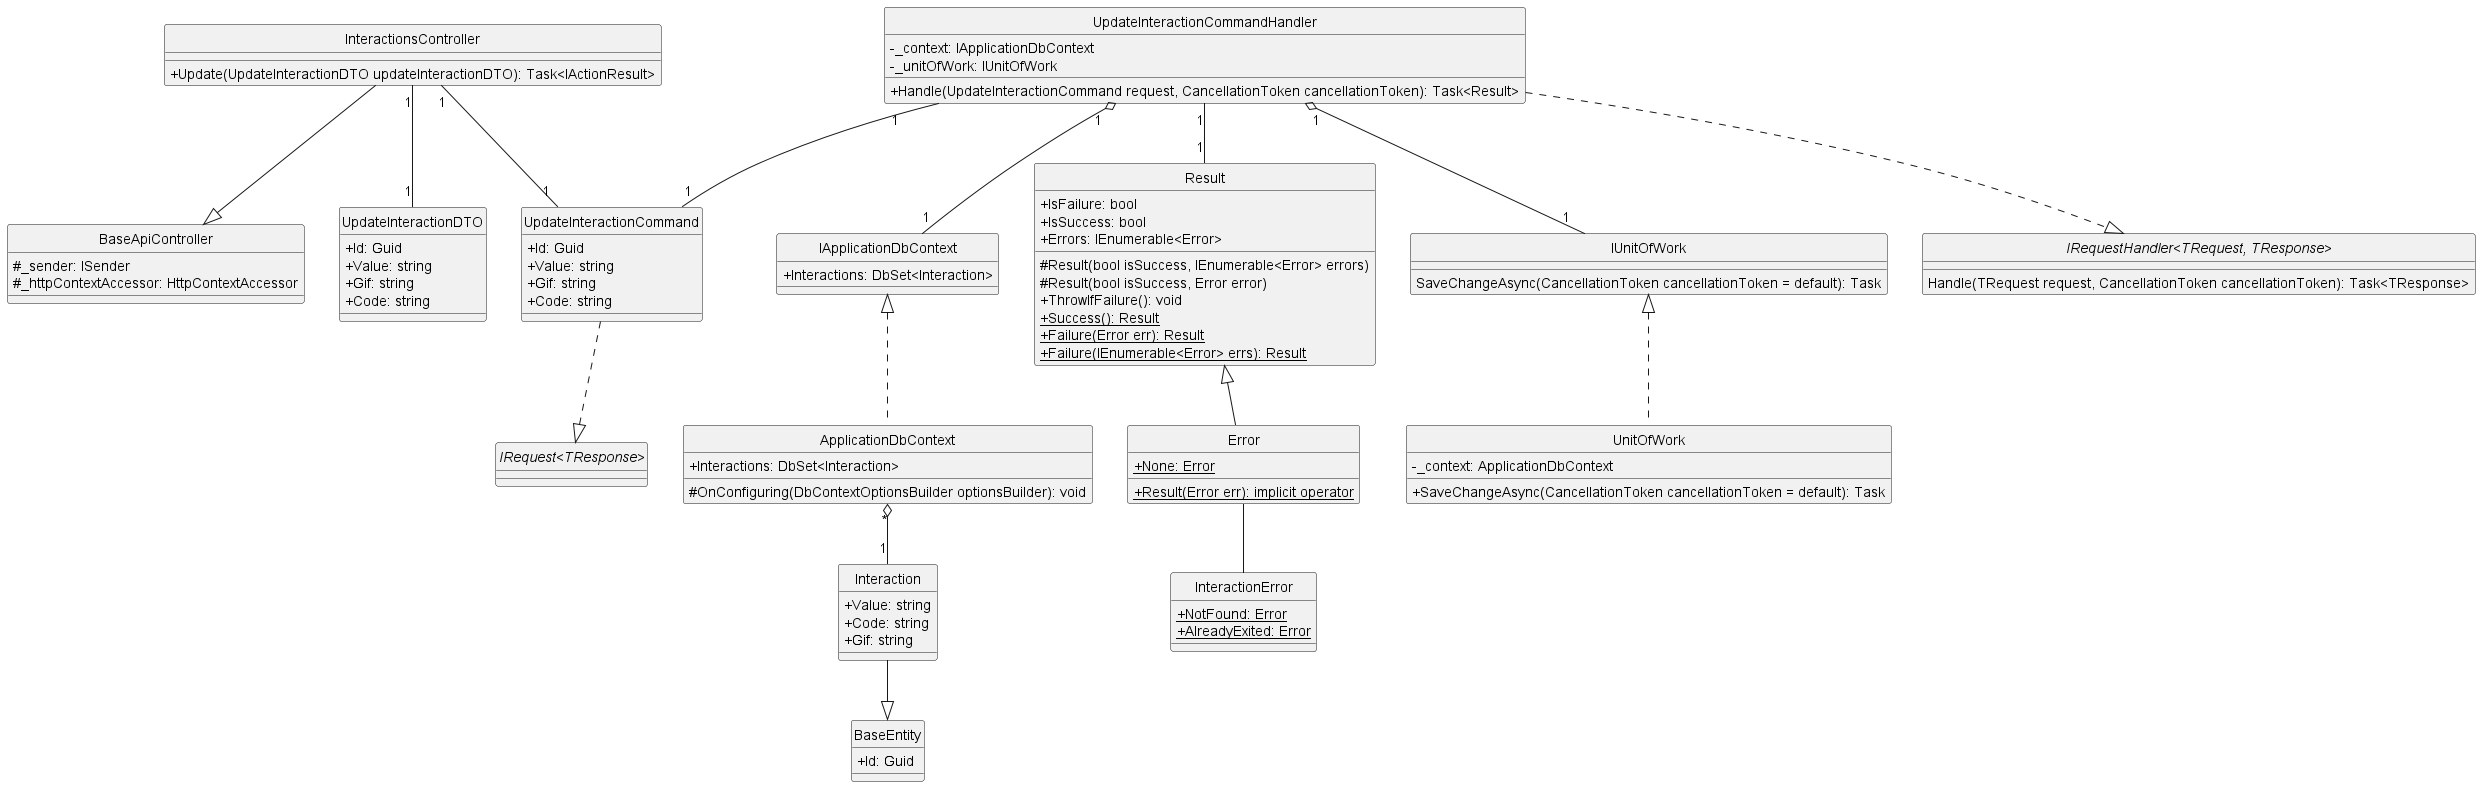 InteractionsController
+Update(UpdateInteractionDTO updateInteractionDTO): Task<IActionResult>
UpdateInteractionCommandHandler
-_context: IApplicationDbContext
-_unitOfWork: IUnitOfWork
+Handle(UpdateInteractionCommand request, CancellationToken cancellationToken): Task<Result>
1
1
1
1
1
1
1
1
1
1
1
1
BaseApiController
#_sender: ISender
#_httpContextAccessor: HttpContextAccessor
UpdateInteractionDTO
+Id: Guid
+Value: string
+Gif: string
+Code: string
UpdateInteractionCommand
+Id: Guid
+Value: string
+Gif: string
+Code: string
IApplicationDbContext
+Interactions: DbSet<Interaction>
Result
+IsFailure: bool
+IsSuccess: bool
+Errors: IEnumerable<Error>
#Result(bool isSuccess, IEnumerable<Error> errors)
#Result(bool isSuccess, Error error)
+ThrowIfFailure(): void
+Success(): Result
+Failure(Error err): Result
+Failure(IEnumerable<Error> errs): Result
IUnitOfWork
SaveChangeAsync(CancellationToken cancellationToken = default): Task
IRequestHandler<TRequest, TResponse>
Handle(TRequest request, CancellationToken cancellationToken): Task<TResponse>
IRequest<TResponse>
ApplicationDbContext
+Interactions: DbSet<Interaction>
#OnConfiguring(DbContextOptionsBuilder optionsBuilder): void
Error
+None: Error
+Result(Error err): implicit operator
UnitOfWork
-_context: ApplicationDbContext
+SaveChangeAsync(CancellationToken cancellationToken = default): Task
*
1
Interaction
+Value: string
+Code: string
+Gif: string
InteractionError
+NotFound: Error
+AlreadyExited: Error
BaseEntity
+Id: Guid